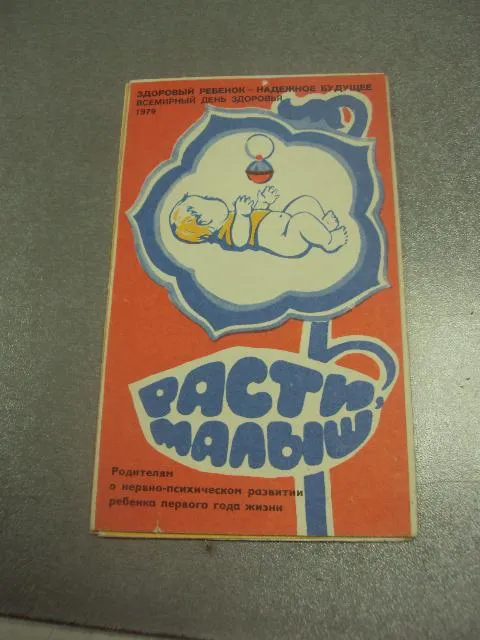 ЗДОРОВЫЙ РЕБЕНОК – НАДЕЖНОЕ БУДУЩЕЕ
ВСЕМИРНЫЙ ДЕНЬ ЗДОРОВЬЯ
1979
РАСТИ,
МАЛЫШ
Родителям
о нервно-психическом развитии
ребенка первого года жизни